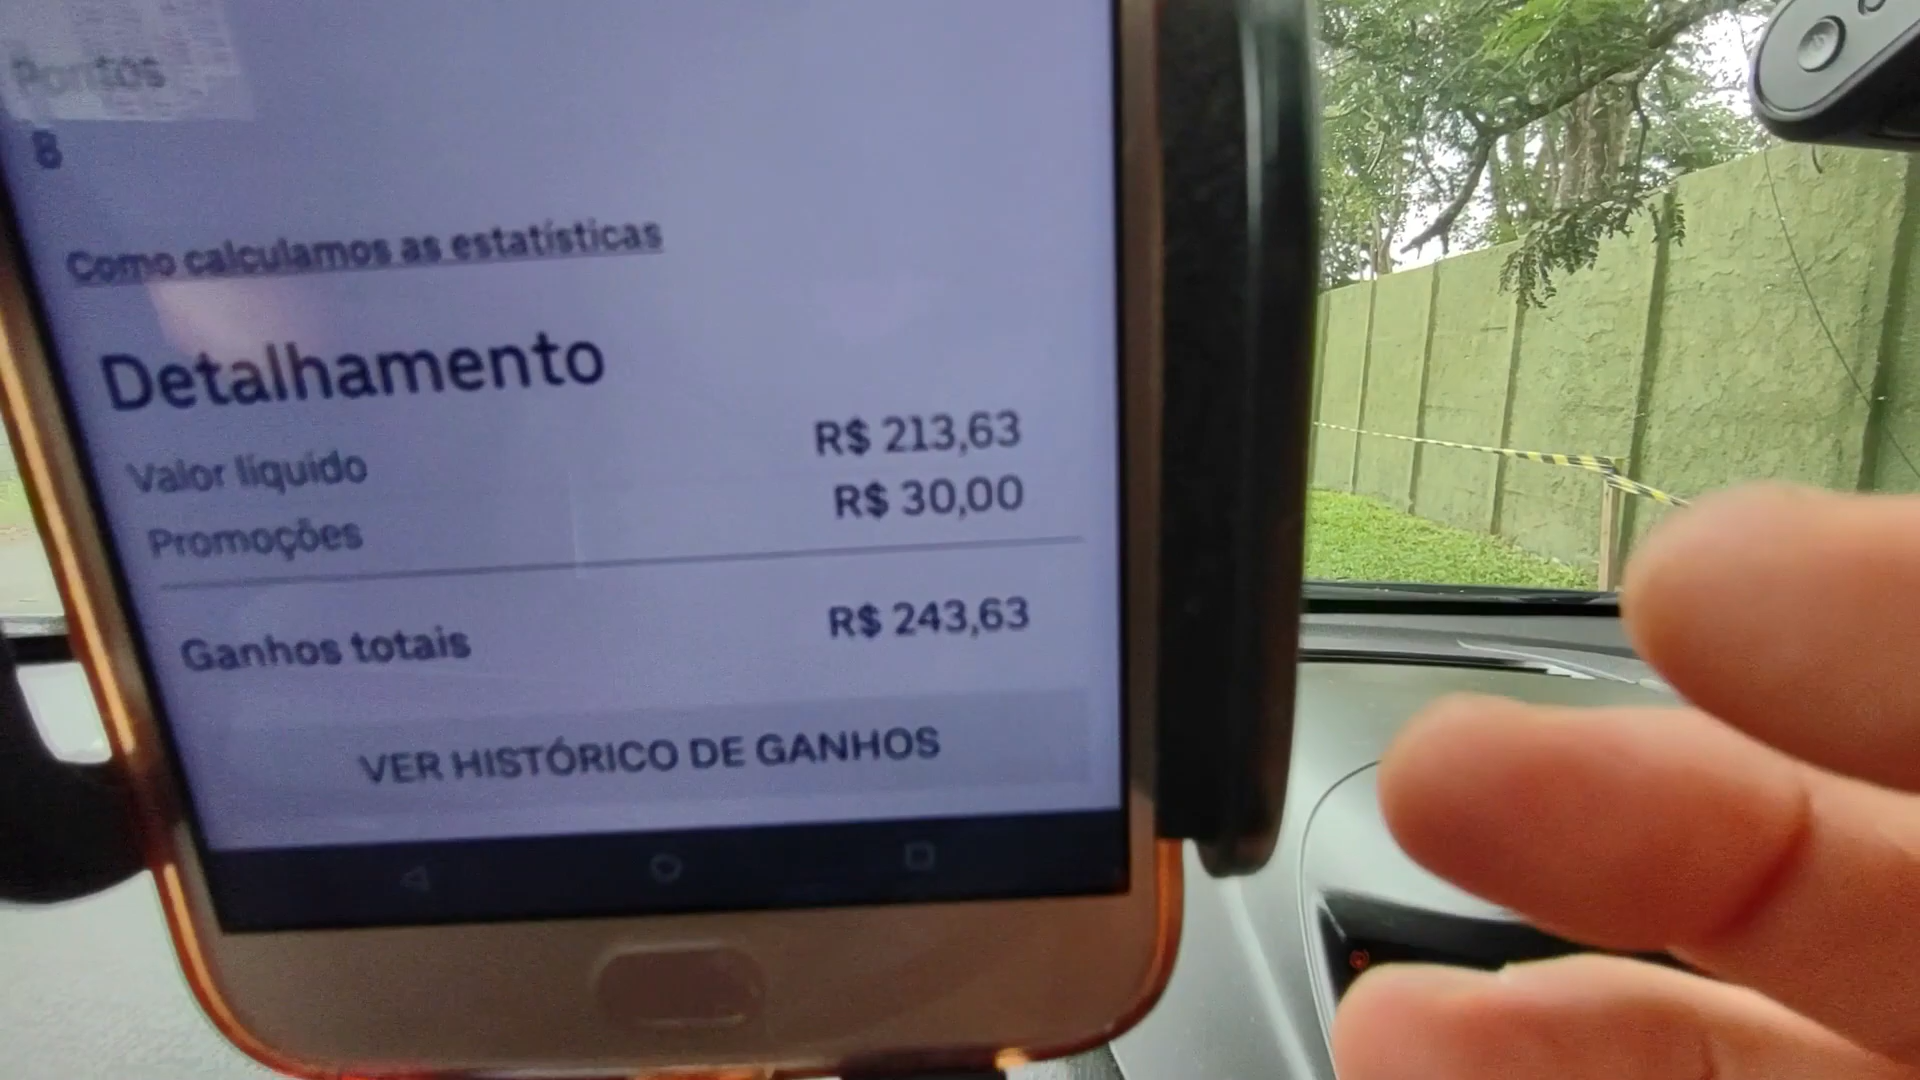 Pontos
8
Como calculamos as estatísticas
Detalhamento
Valor líquido R$ 213,63
Promoções R$ 30,00
Ganhos totais R$ 243,63
VER HISTÓRICO DE GANHOS